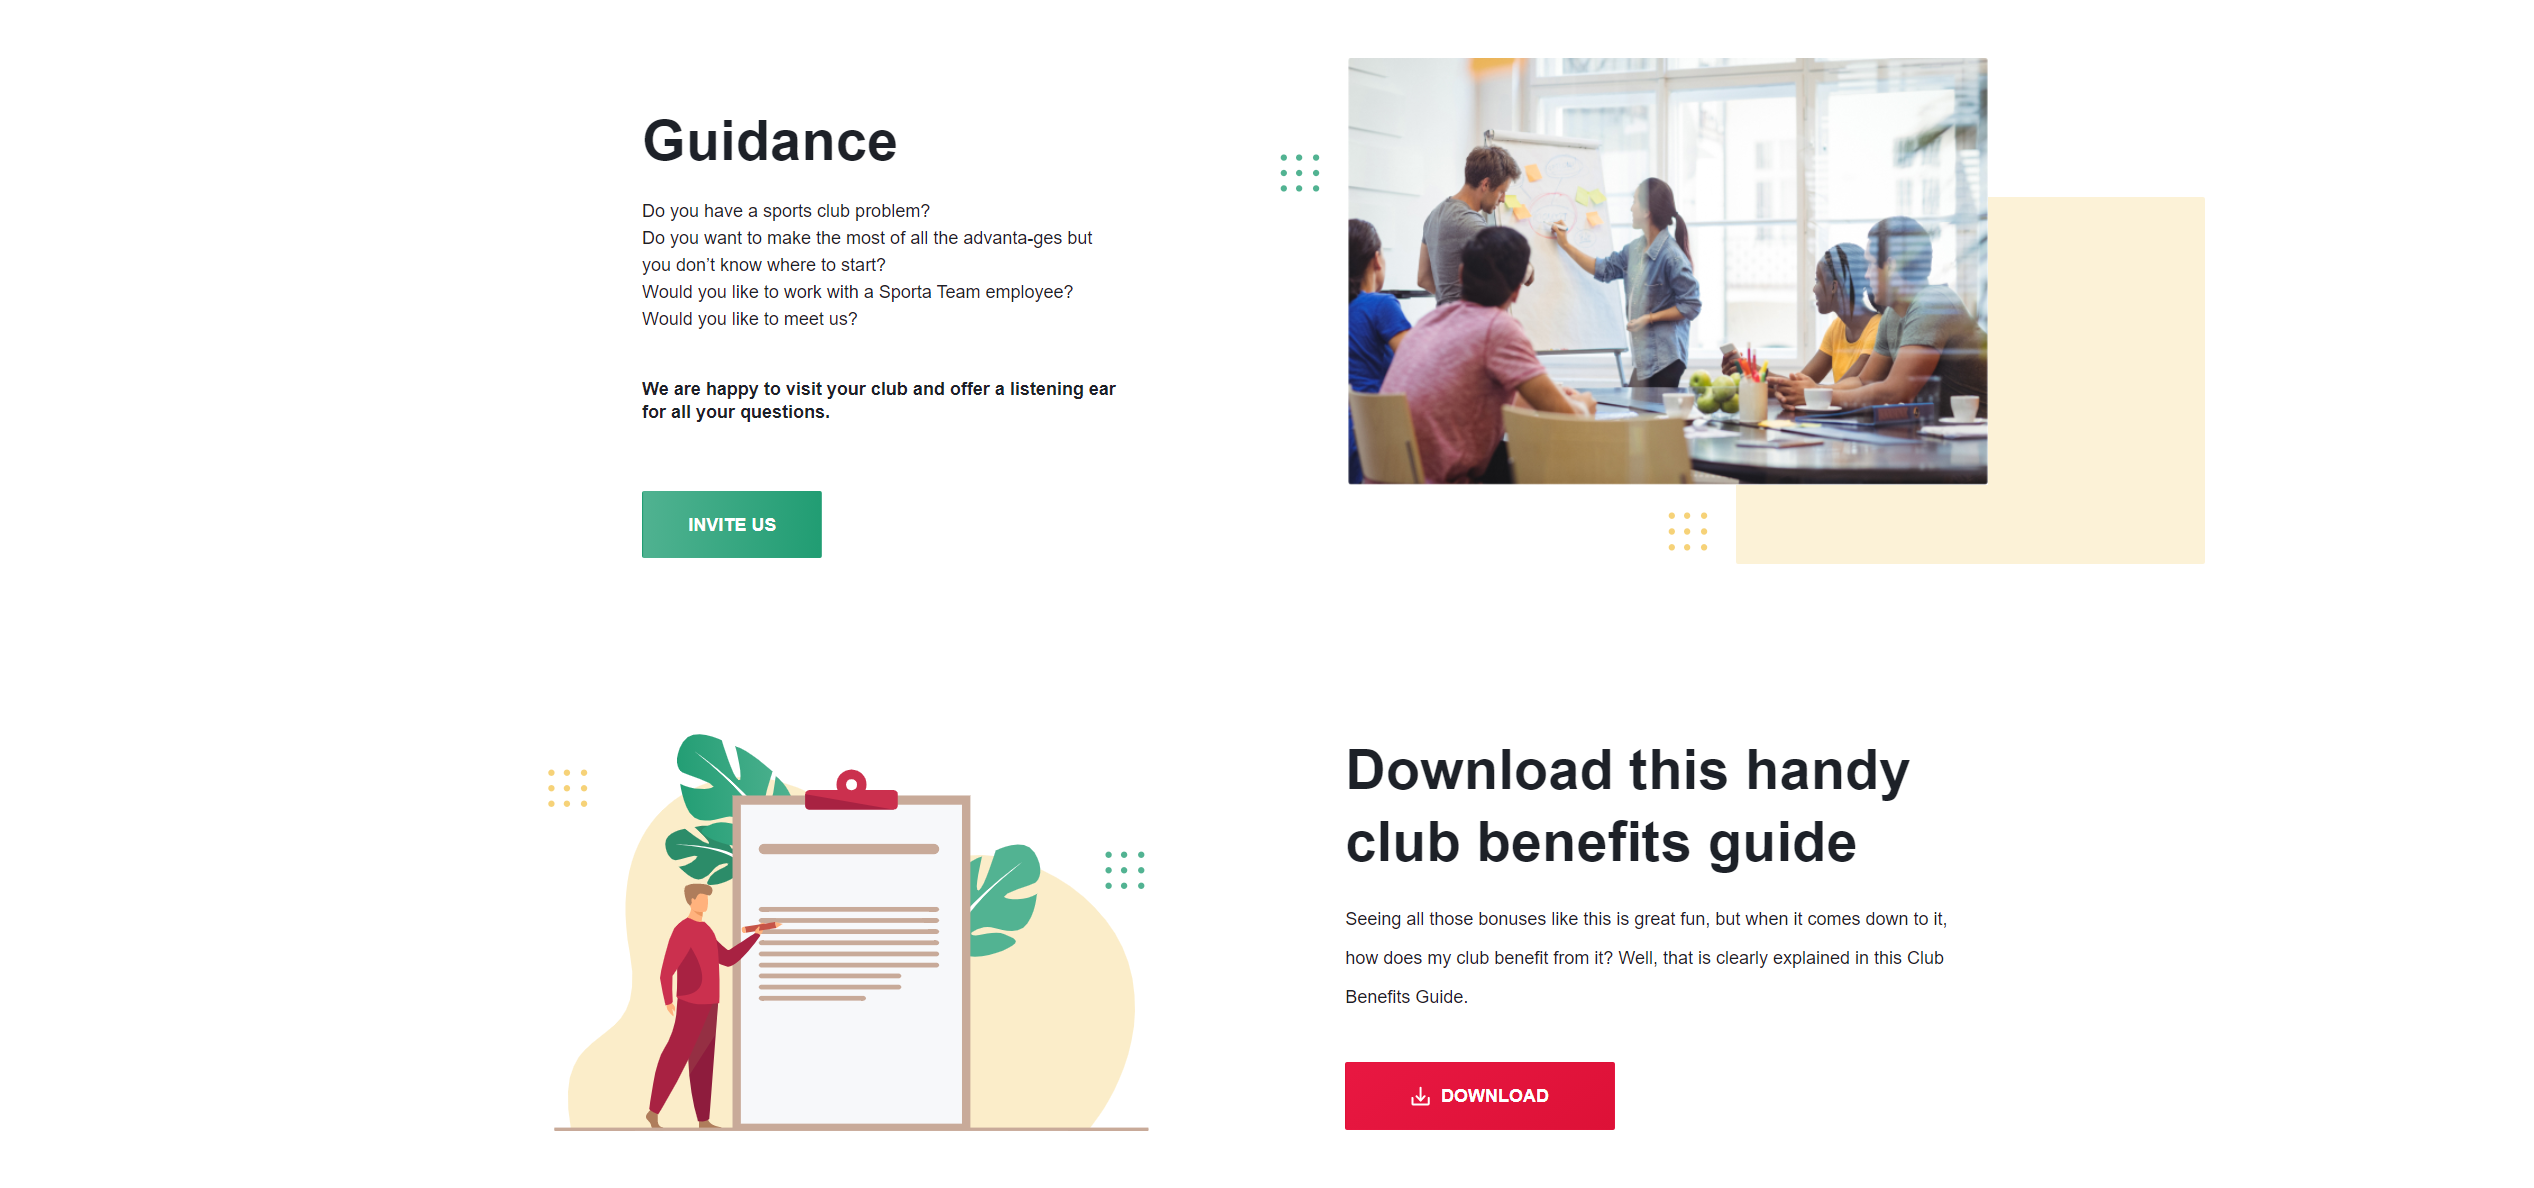 Guidance
Do you have a sports club problem?
Do you want to make the most of all the advanta-ges but
you don’t know where to start?
Would you like to work with a Sporta Team employee?
Would you like to meet us?
We are happy to visit your club and offer a listening ear
for all your questions.
INVITE US
Download this handy
club benefits guide
Seeing all those bonuses like this is great fun, but when it comes down to it,
how does my club benefit from it? Well, that is clearly explained in this Club
Benefits Guide.
DOWNLOAD